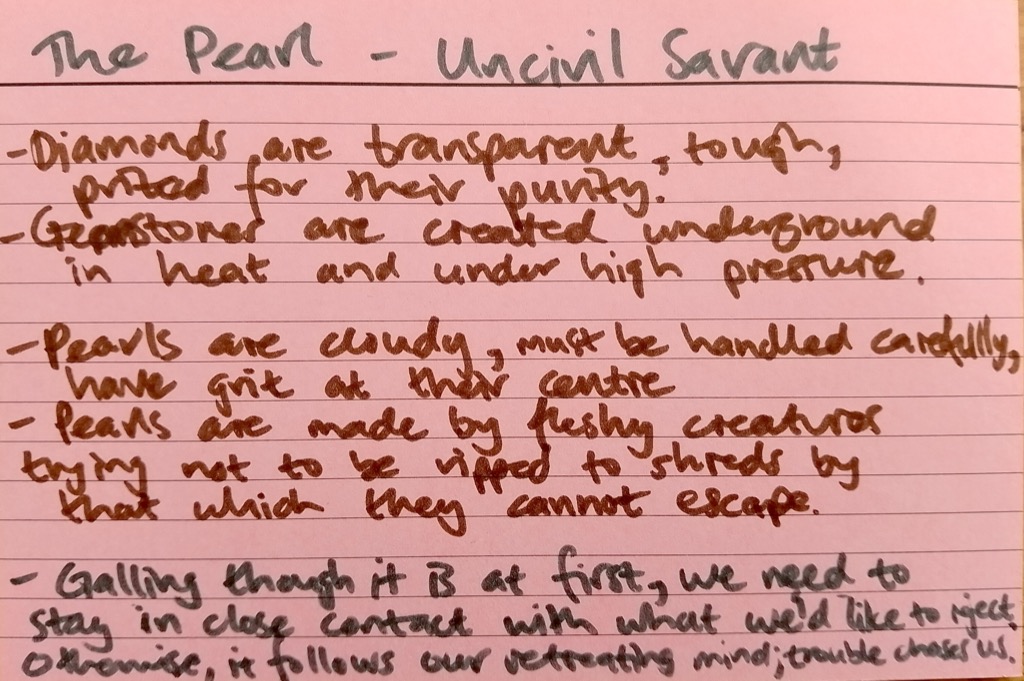 The Pearl - Uncivil Savant
- Diamonds are transparent, tough,
prized for their purity.
- Gemstones are created underground
in heat and under high pressure.
- Pearls are cloudy, must be handled carefully,
have grit at their centre
- Pearls are made by fleshy creatures
trying not to be ripped to shreds by
that which they cannot escape.
- Galling though it is at first, we need to
stay in close contact with what we'd like to reject.
Otherwise, it follows our retreating mind; trouble chases us.